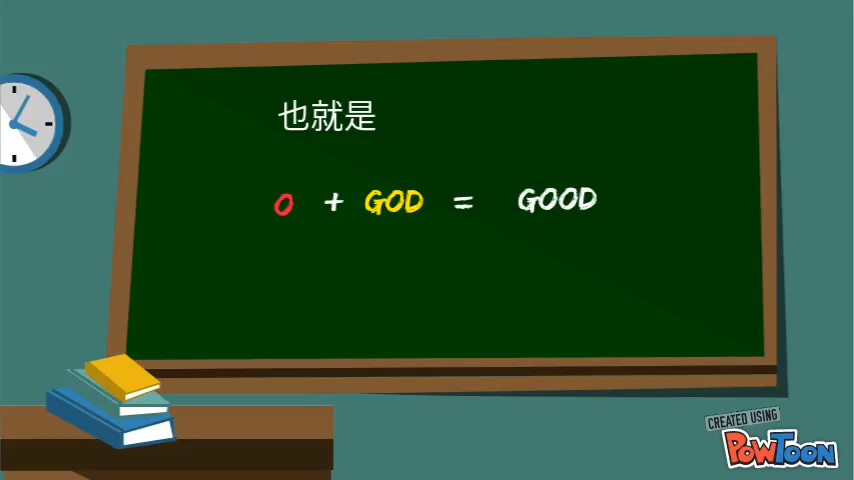 也就是
O + GOD = GOOD
CREATED USING
POWTOON